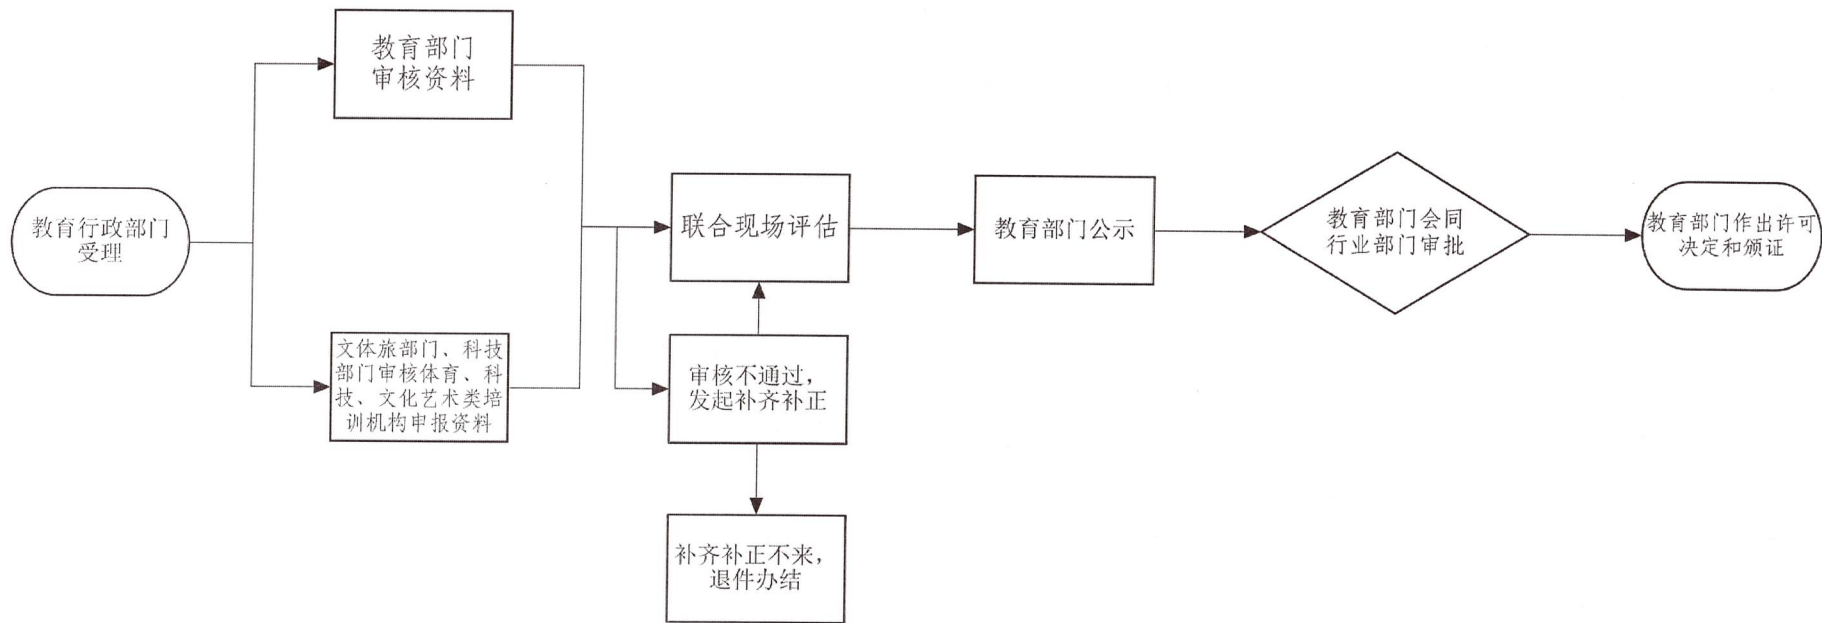 教育部门
审核资料
教育行政部门
受理
文体旅部门、科技
部门审核体育、科
技、文化艺术类培
训机构申报资料
联合现场评估
审核不通过，
发起补齐补正
补齐补正不来，
退件办结
教育部门公示
教育部门会同
行业部门审批
教育部门作出许可
决定和颁证